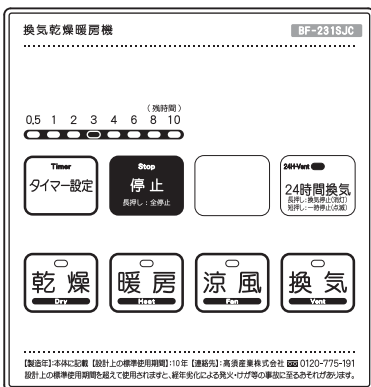 換気乾燥暖房機 BF-231SJC
(残時間)
0.5 1 2 3 4 6 8 10
Timer
タイマー設定
Stop
停止
長押し:全停止
24H-Vent
24時間換気
長押し:換気停止(消灯)
短押し:一時停止(点滅)
乾燥
Dry
暖房
Heat
涼風
Fan
換気
Vent
【製造年】:本体に記載 【設計上の標準使用期間】:10年 【連絡先】:高須産業株式会社 0120-775-191
設計上の標準使用期間を超えて使用されますと、経年劣化による発火・けが等の事故に至るおそれがあります。